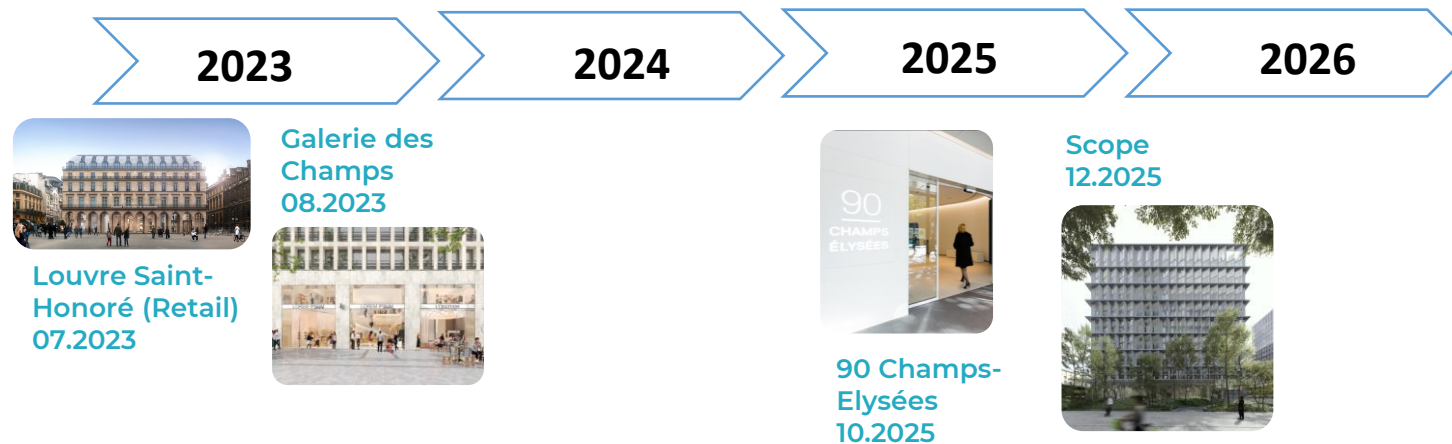 2023
2024
2025
2026
Louvre Saint-
Honoré (Retail)
07.2023
Galerie des
Champs
08.2023
90
CHAMPS
ÉLYSÉES
90 Champs-
Elysées
10.2025
Scope
12.2025